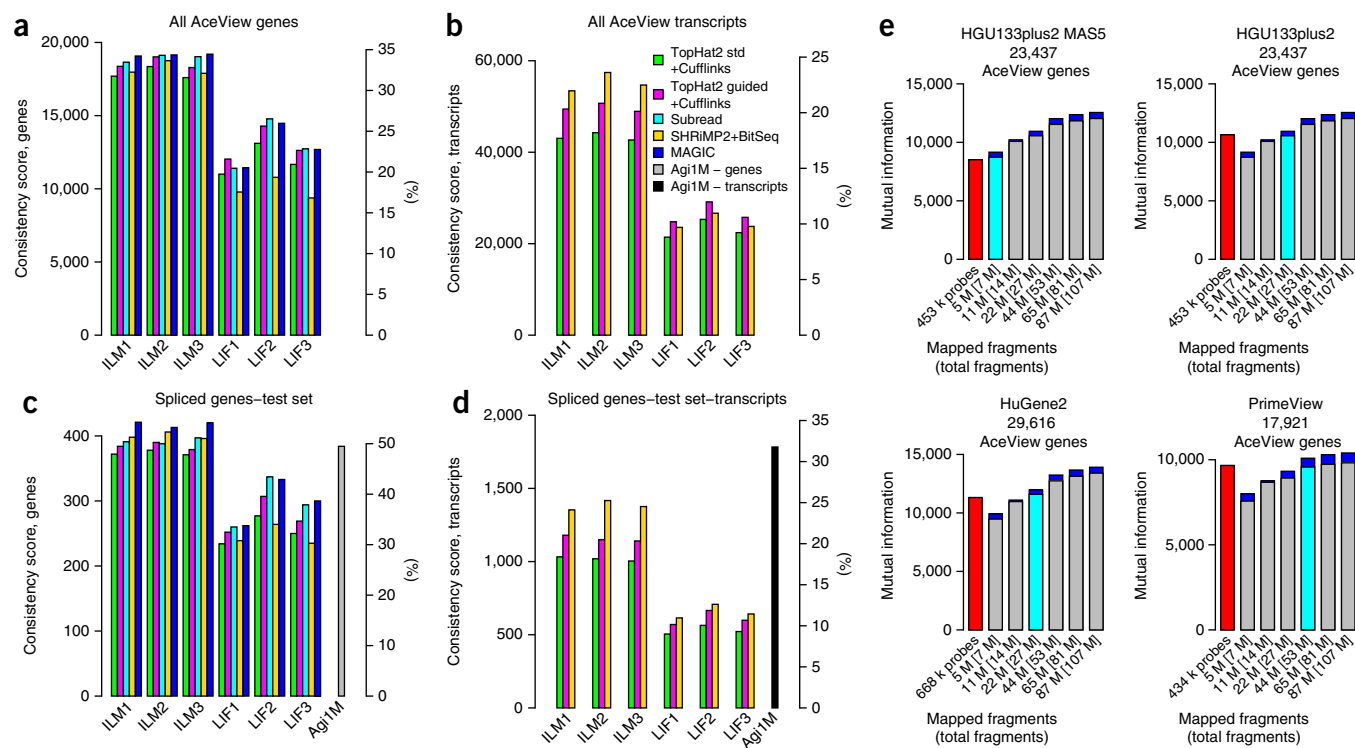 a
All AceView genes
Consistency score, genes
20,000
15,000
10,000
5,000
0
35
30
25
20
15
10
5
0
(%)
ILM1
ILM2
ILM3
LIF1
LIF2
LIF3
b
All AceView transcripts
Consistency score, transcripts
60,000
40,000
20,000
0
25
20
15
10
5
0
(%)
TopHat2 std
+Cufflinks
TopHat2 guided
+Cufflinks
Subread
SHRiMP2+BitSeq
MAGIC
Agi1M – genes
Agi1M – transcripts
ILM1
ILM2
ILM3
LIF1
LIF2
LIF3
c
Spliced genes–test set
Consistency score, genes
400
300
200
100
0
50
40
30
20
10
0
(%)
ILM1
ILM2
ILM3
LIF1
LIF2
LIF3
Agi1M
d
Spliced genes–test set–transcripts
Consistency score, transcripts
2,000
1,500
1,000
500
0
35
30
25
20
15
10
5
0
(%)
ILM1
ILM2
ILM3
LIF1
LIF2
LIF3
Agi1M
e
HGU133plus2 MAS5
23,437
AceView genes
Mutual information
15,000
10,000
5,000
0
453 k probes
5 M [7 M]
11 M [14 M]
22 M [27 M]
44 M [53 M]
65 M [81 M]
87 M [107 M]
Mapped fragments
(total fragments)
HGU133plus2
23,437
AceView genes
Mutual information
15,000
10,000
5,000
0
453 k probes
5 M [7 M]
11 M [14 M]
22 M [27 M]
44 M [53 M]
65 M [81 M]
87 M [107 M]
Mapped fragments
(total fragments)
HuGene2
29,616
AceView genes
Mutual information
15,000
10,000
5,000
0
668 k probes
5 M [7 M]
11 M [14 M]
22 M [27 M]
44 M [53 M]
65 M [81 M]
87 M [107 M]
Mapped fragments
(total fragments)
PrimeView
17,921
AceView genes
Mutual information
10,000
5,000
0
434 k probes
5 M [7 M]
11 M [14 M]
22 M [27 M]
44 M [53 M]
65 M [81 M]
87 M [107 M]
Mapped fragments
(total fragments)